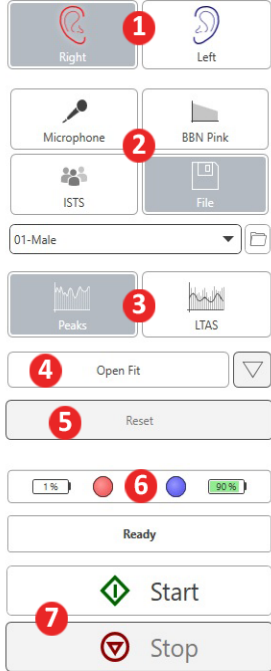 1
Right Left
Microphone BBN Pink
2
ISTS File
01-Male
3
Peaks LTAS
4 Open Fit
5 Reset
1% 6 90%
Ready
Start
7
Stop